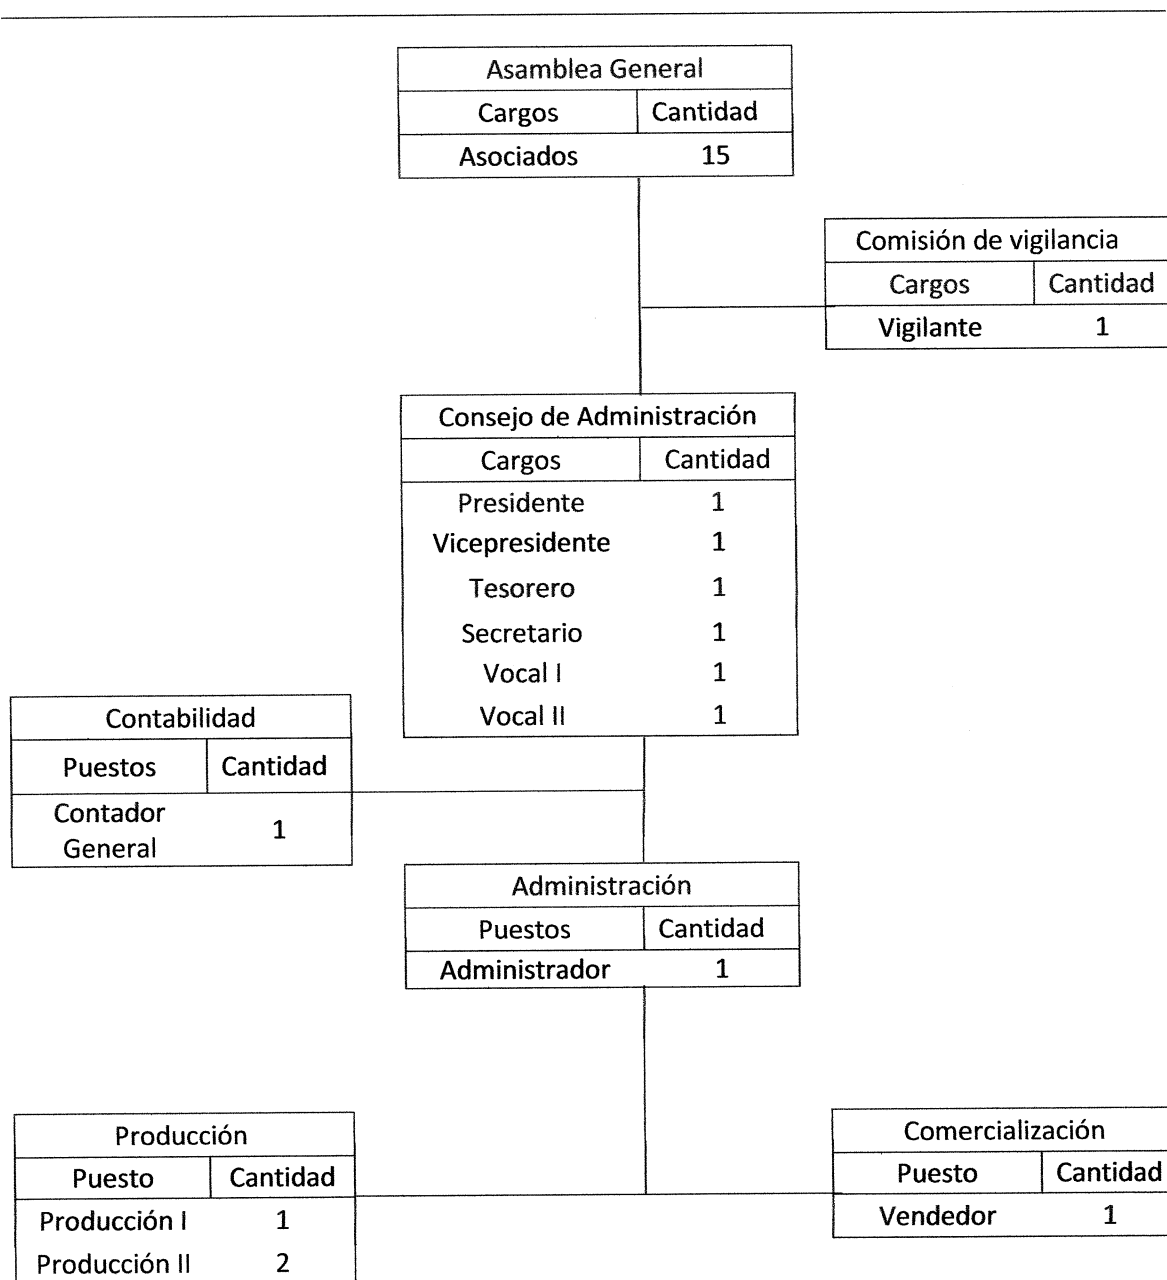 Asamblea General
Cargos Cantidad
Asociados 15
Comisión de vigilancia
Cargos Cantidad
Vigilante 1
Consejo de Administración
Cargos Cantidad
Presidente 1
Vicepresidente 1
Tesorero 1
Secretario 1
Vocal I 1
Vocal II 1
Contabilidad
Puestos Cantidad
Contador
General 1
Administración
Puestos Cantidad
Administrador 1
Producción
Puesto Cantidad
Producción I 1
Producción II 2
Comercialización
Puesto Cantidad
Vendedor 1